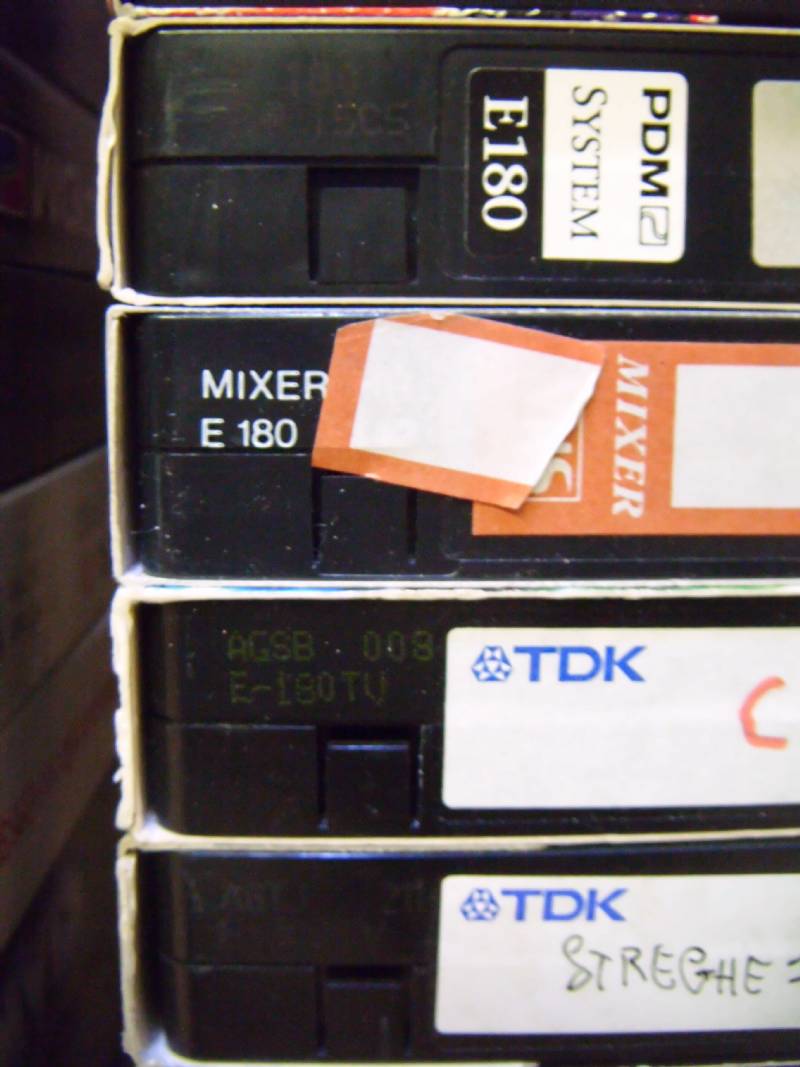 PDM
SYSTEM
E180
MIXER
E 180
MIXER
AGSB 008
E-180TV
TDK
C
TDK
STREGHE =